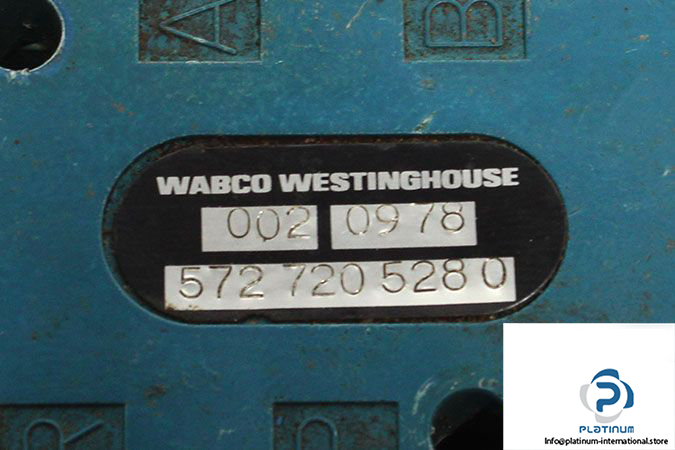 A B
WABCO WESTINGHOUSE
002 0978
572 720 528 0
R P
PLATINUM
Info@platinum-international.store